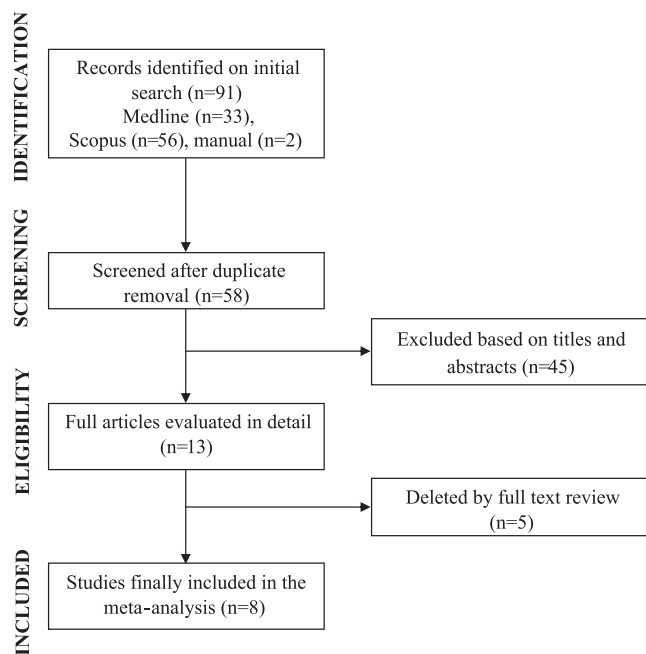 IDENTIFICATION
Records identified on initial
search (n=91)
Medline (n=33),
Scopus (n=56), manual (n=2)
SCREENING
Screened after duplicate
removal (n=58)
Excluded based on titles and
abstracts (n=45)
ELIGIBILITY
Full articles evaluated in detail
(n=13)
Deleted by full text review
(n=5)
INCLUDED
Studies finally included in the
meta-analysis (n=8)